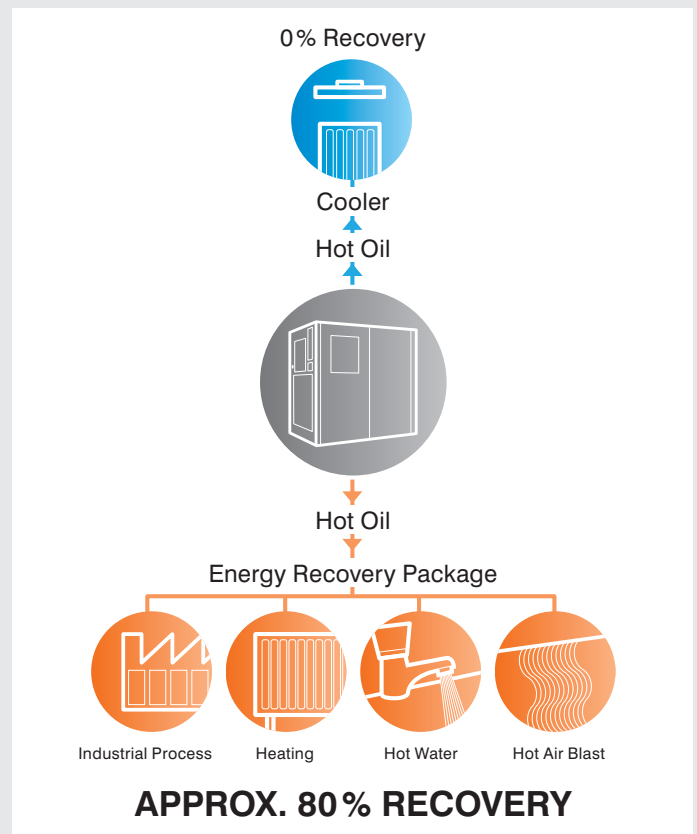 0% Recovery
Cooler
Hot Oil
Hot Oil
Energy Recovery Package
Industrial Process
Heating
Hot Water
Hot Air Blast
APPROX. 80% RECOVERY